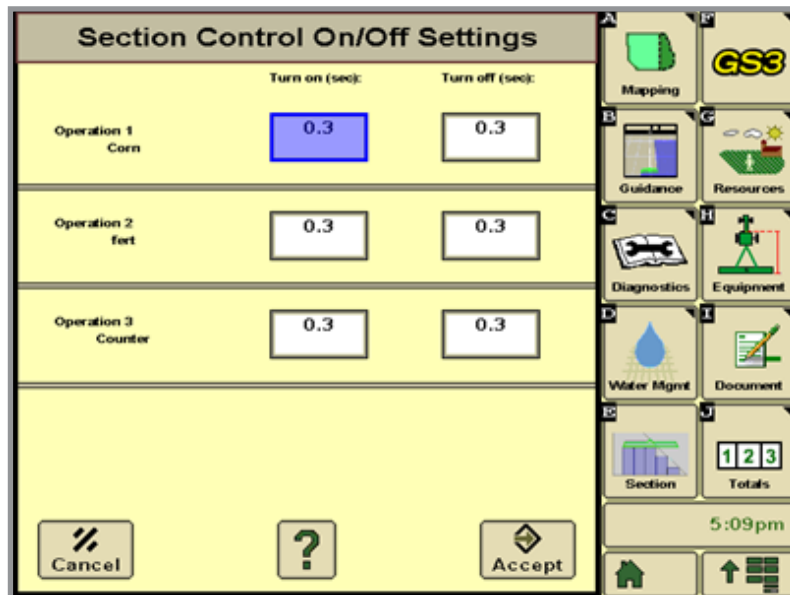 Section Control On/Off Settings
Turn on (sec): Turn off (sec):
Operation 1
Corn
0.3 0.3
Operation 2
fert
0.3 0.3
Operation 3
Counter
0.3 0.3
Cancel
?
Accept
A
Mapping
F
GS3
B
Guidance
G
Resources
C
Diagnostics
H
Equipment
D
Water Mgmt
I
Document
E
Section
J
1 2 3
Totals
5:09pm